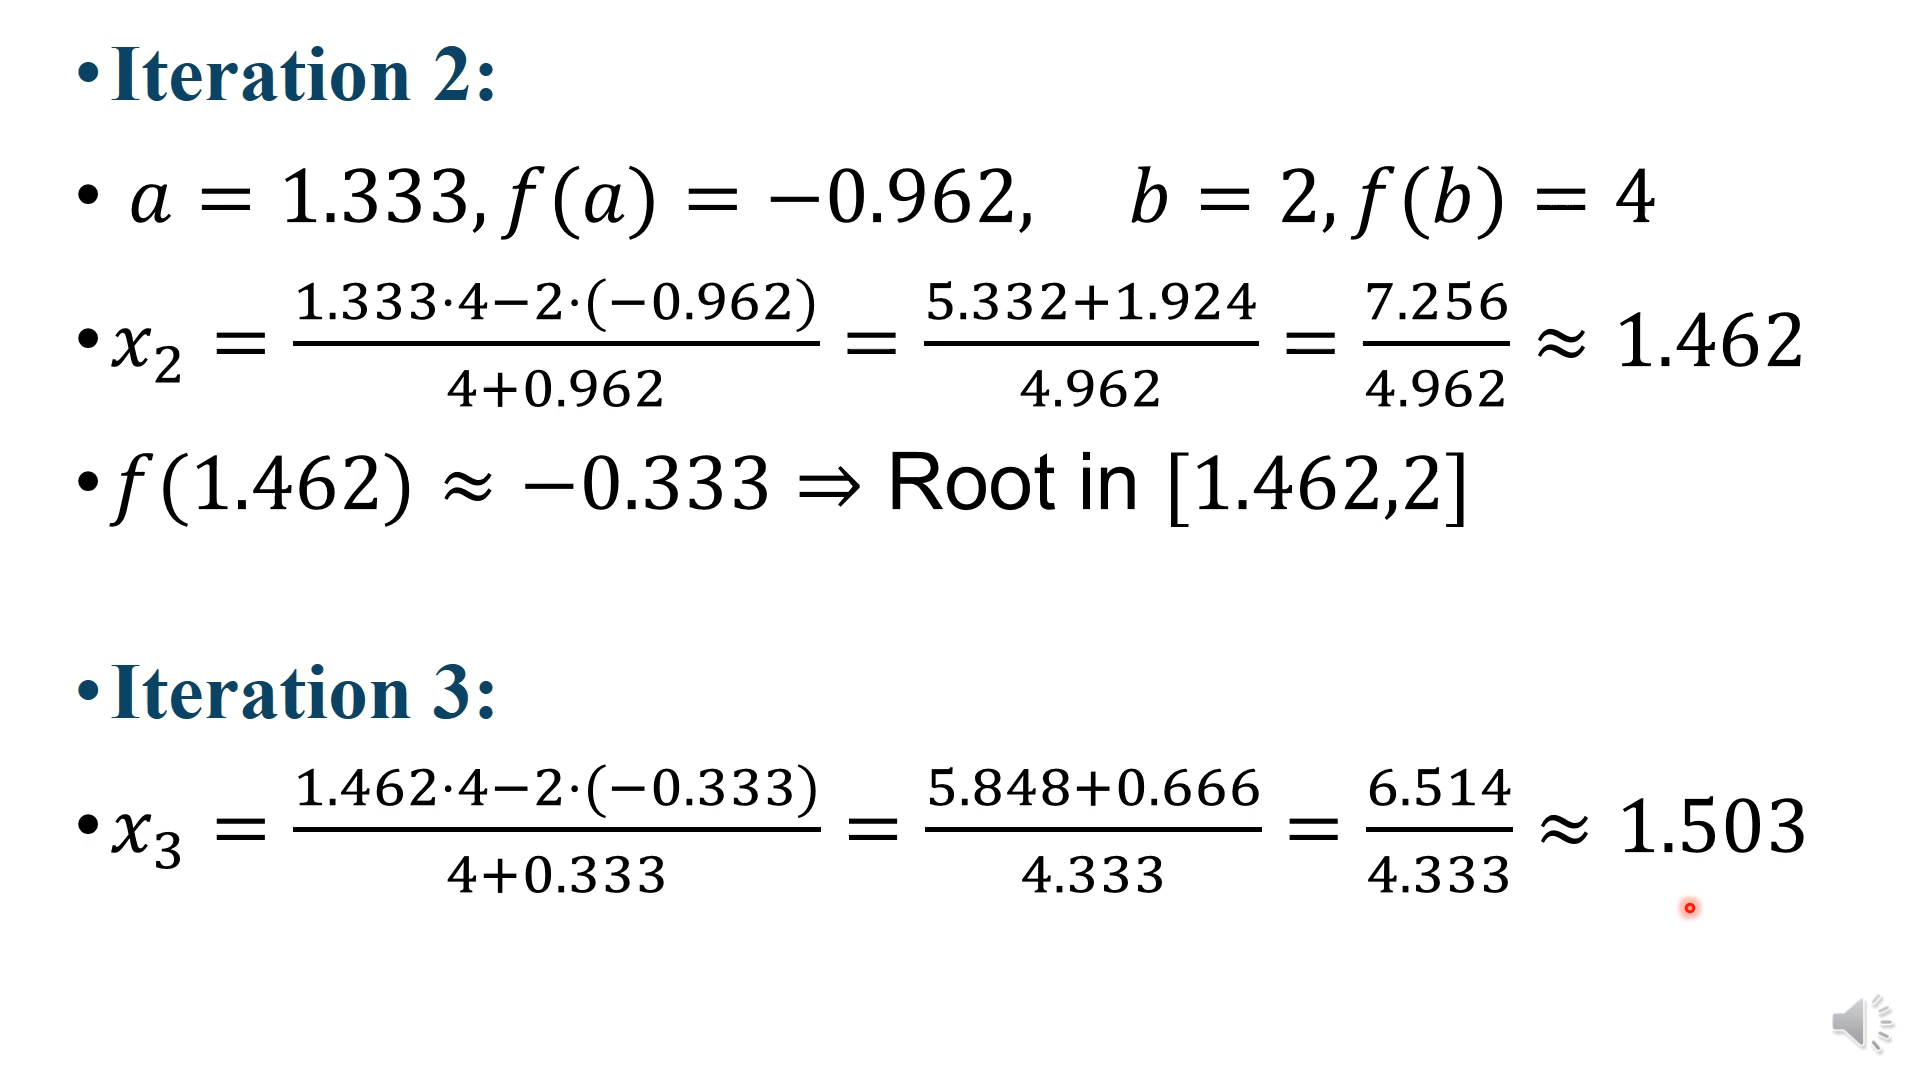 •Iteration 2:
• a = 1.333, f(a) = −0.962, b = 2, f(b) = 4
•x₂ = (1.333·4−2·(−0.962))/(4+0.962) = (5.332+1.924)/4.962 = 7.256/4.962 ≈ 1.462
•f(1.462) ≈ −0.333 ⇒ Root in [1.462,2]
•Iteration 3:
•x₃ = (1.462·4−2·(−0.333))/(4+0.333) = (5.848+0.666)/4.333 = 6.514/4.333 ≈ 1.503